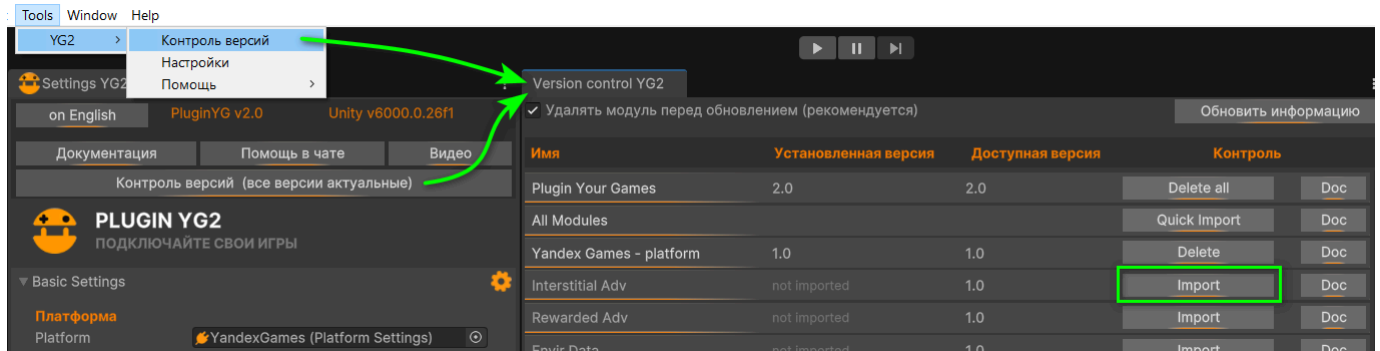 Tools Window Help
YG2 > Контроль версий
Настройки
Помощь >
Settings YG2
Version control YG2
on English PluginYG v2.0 Unity v6000.0.26f1
Удалять модуль перед обновлением (рекомендуется) Обновить информацию
Документация Помощь в чате Видео
Имя Установленная версия Доступная версия Контроль
Контроль версий (все версии актуальные)
Plugin Your Games 2.0 2.0 Delete all Doc
PLUGIN YG2
ПОДКЛЮЧАЙТЕ СВОИ ИГРЫ
All Modules Quick Import Doc
Yandex Games - platform 1.0 1.0 Delete Doc
Basic Settings
Interstitial Adv not imported 1.0 Import Doc
Платформа
Platform YandexGames (Platform Settings)
Rewarded Adv not imported 1.0 Import Doc
Envir Data not imported 1.0 Import Doc